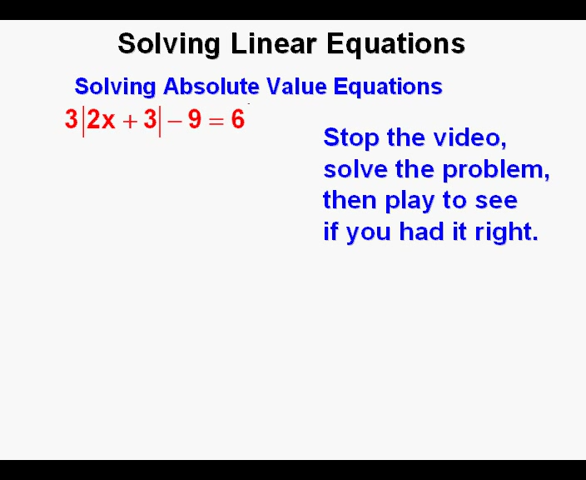 Solving Linear Equations
Solving Absolute Value Equations
3|2x + 3| – 9 = 6
Stop the video,
solve the problem,
then play to see
if you had it right.